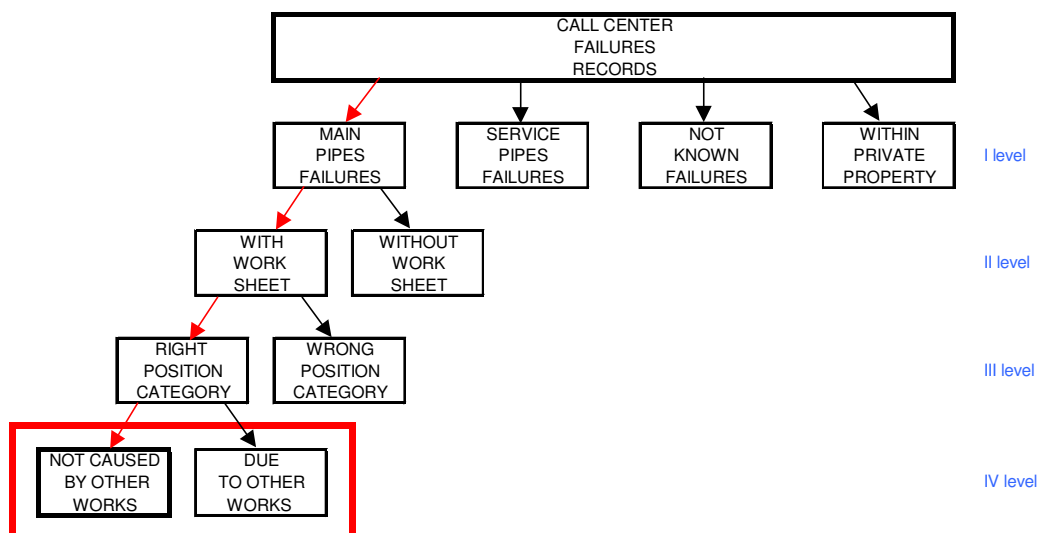 CALL CENTER
FAILURES
RECORDS
MAIN
PIPES
FAILURES
SERVICE
PIPES
FAILURES
NOT
KNOWN
FAILURES
WITHIN
PRIVATE
PROPERTY
I level
WITH
WORK
SHEET
WITHOUT
WORK
SHEET
II level
RIGHT
POSITION
CATEGORY
WRONG
POSITION
CATEGORY
III level
NOT CAUSED
BY OTHER
WORKS
DUE
TO OTHER
WORKS
IV level